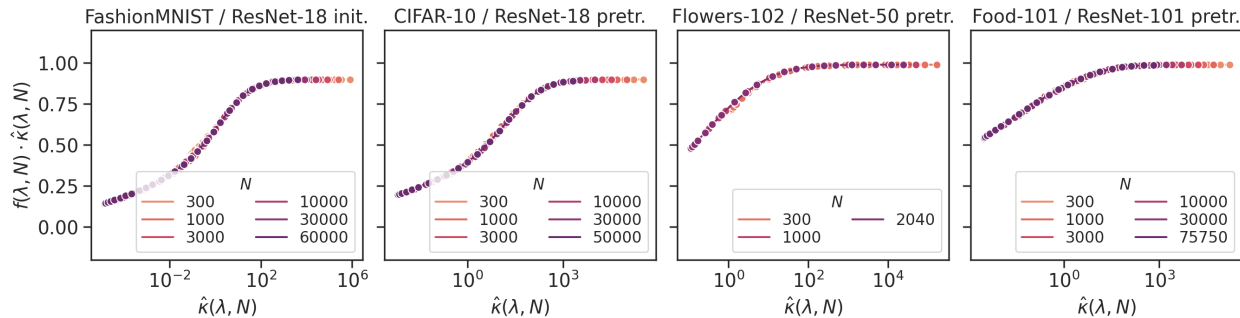 FashionMNIST / ResNet-18 init.
CIFAR-10 / ResNet-18 pretr.
Flowers-102 / ResNet-50 pretr.
Food-101 / ResNet-101 pretr.
f(λ, N) · κ̂(λ, N)
1.00
0.75
0.50
0.25
0.00
N
300 10000
1000 30000
3000 60000
10⁻² 10² 10⁶
κ̂(λ, N)
N
300 10000
1000 30000
3000 50000
10⁰ 10³
κ̂(λ, N)
N
300 2040
1000
10⁰ 10² 10⁴
κ̂(λ, N)
N
300 10000
1000 30000
3000 75750
10⁰ 10³
κ̂(λ, N)